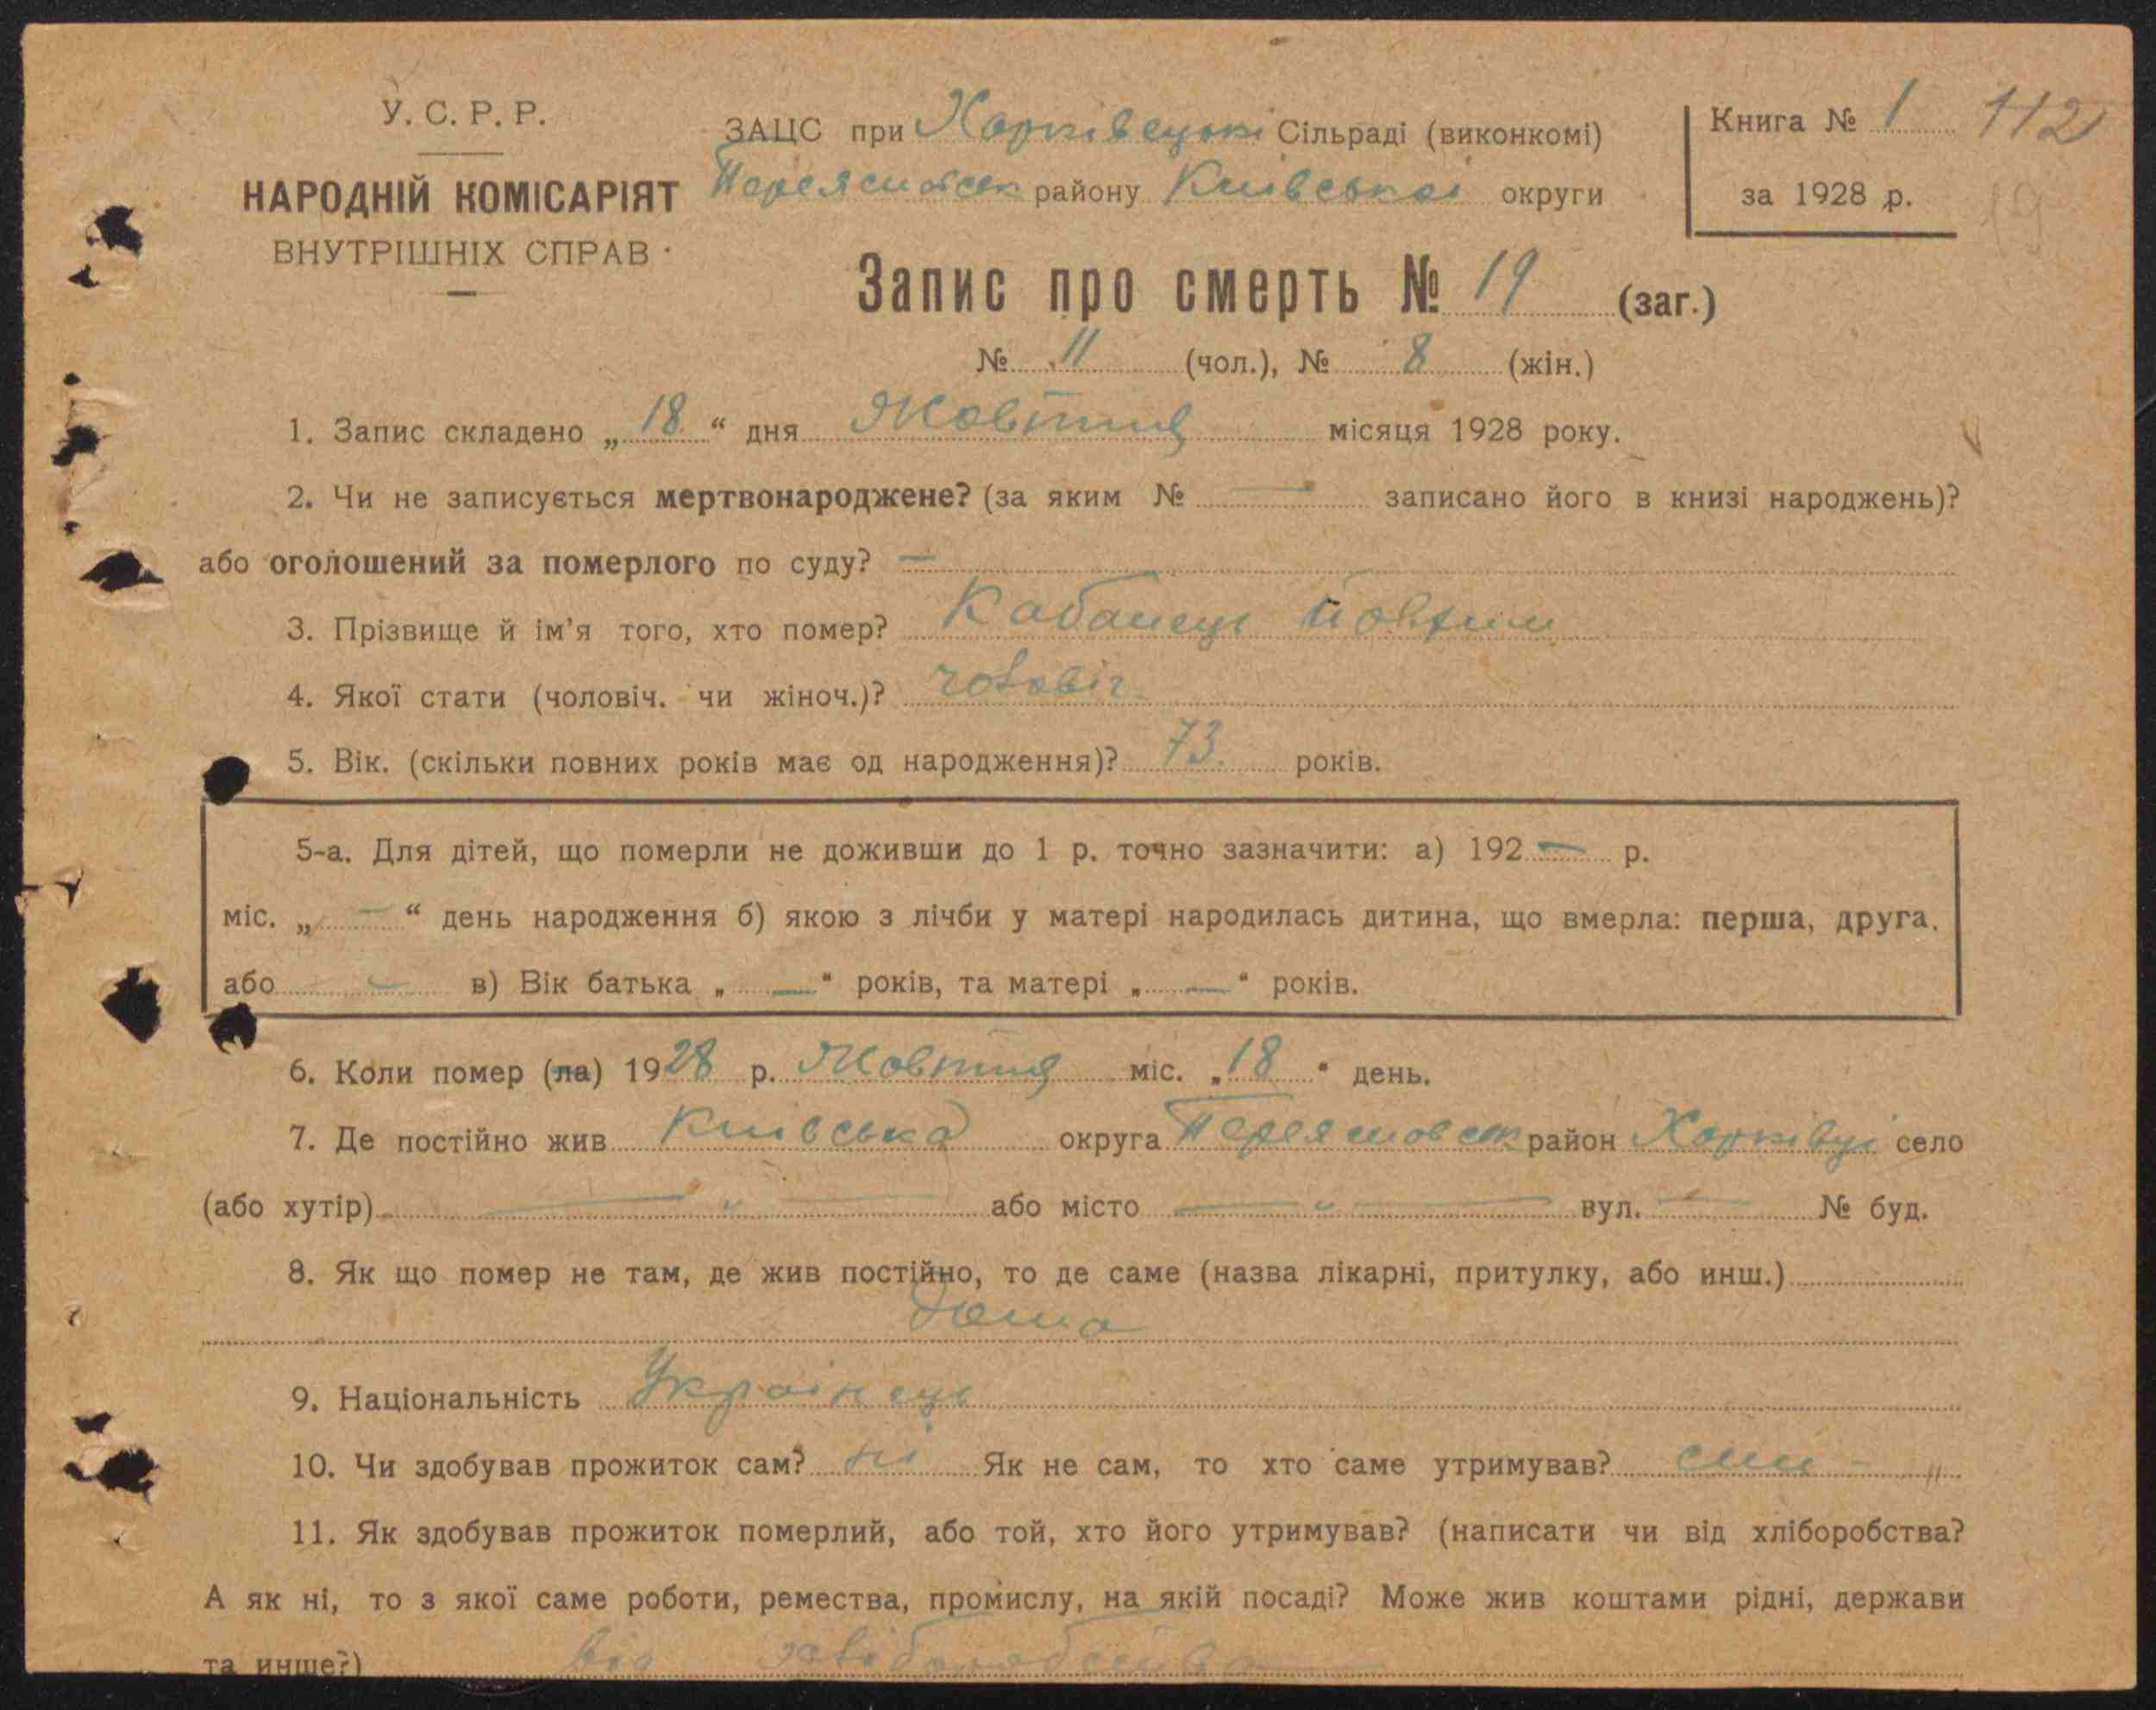 У. С. Р. Р.
НАРОДНІЙ КОМІСАРІЯТ
ВНУТРІШНІХ СПРАВ
ЗАЦС при Харківецькі Сільраді (виконкомі)
Переяславськ району Київської округи
Книга № 1 112
за 1928 р. 19
Запис про смерть № 19 (заг.)
№ 11 (чол.), № 8 (жін.)
1. Запис складено „ 18 “ дня Жовтня місяця 1928 року.
2. Чи не записується мертвонароджене? (за яким № — записано його в книзі народжень)?
або оголошений за померлого по суду? —
3. Прізвище й ім’я того, хто помер? Кабанець Йовхим
4. Якої стати (чоловіч. чи жіноч.)? чоловіч.
5. Вік. (скільки повних років має од народження)? 73. років.
5-а. Для дітей, що померли не доживши до 1 р. точно зазначити: а) 192 — р.
міс. „ — “ день народження б) якою з лічби у матері народилась дитина, що вмерла: перша, друга,
або — в) Вік батька „ — “ років, та матері „ — “ років.
6. Коли помер (ла) 1928 р. Жовтня міс. „ 18 “ день.
7. Де постійно жив Київська округа Переяславськ район Харківці село
(або хутір) — „ — або місто — „ — вул. — № буд.
8. Як що помер не там, де жив постійно, то де саме (назва лікарні, притулку, або инш.)
дома
9. Національність Українець
10. Чи здобував прожиток сам? ні Як не сам, то хто саме утримував? син - „
11. Як здобував прожиток померлий, або той, хто його утримував? (написати чи від хліборобства?
А як ні, то з якої саме роботи, ремества, промислу, на якій посаді? Може жив коштами рідні, держави
та инше?) від хліборобства